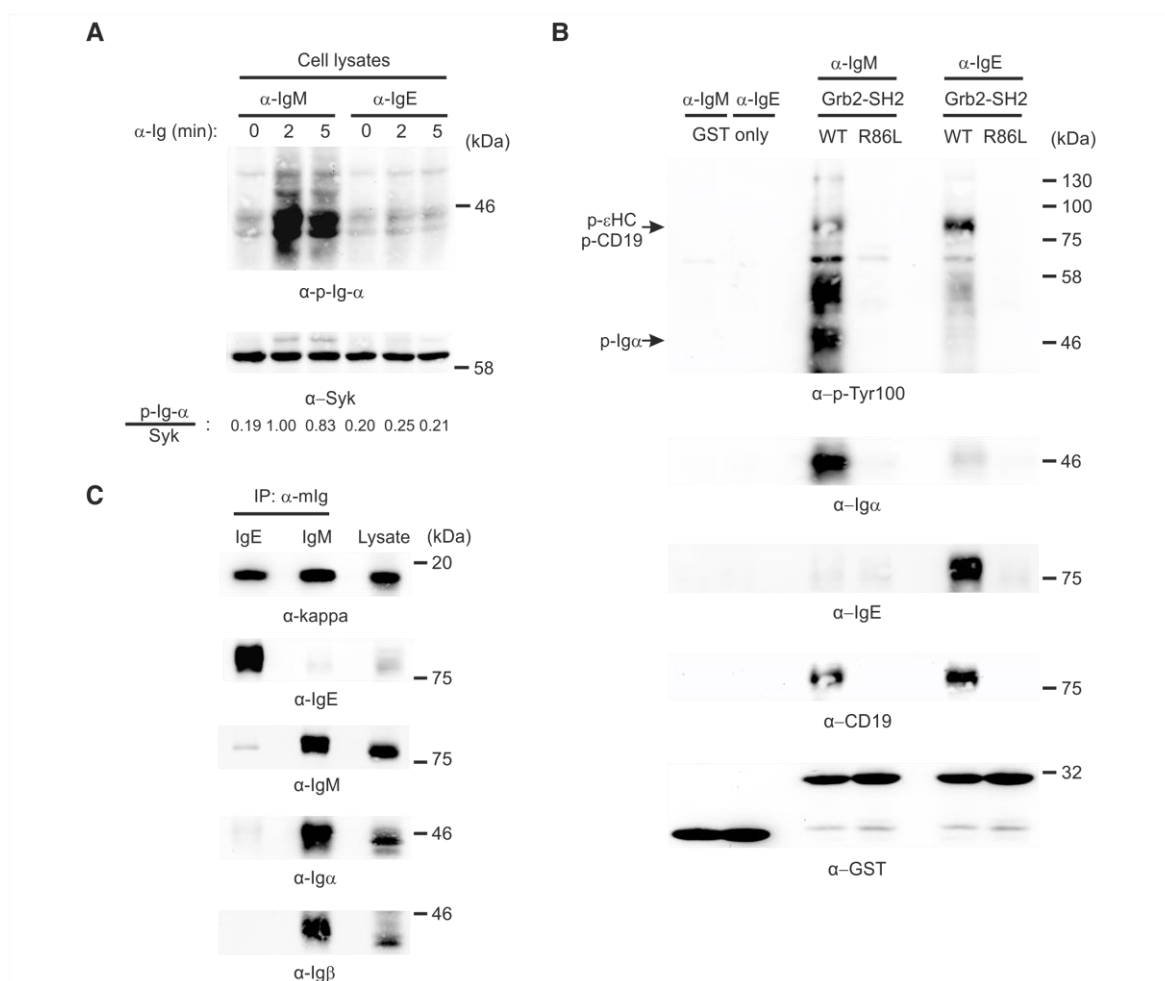 A
Cell lysates
α-IgM α-IgE
α-Ig (min): 0 2 5 0 2 5 (kDa)
46
α-p-Ig-α
58
α–Syk
p-Ig-α
Syk
: 0.19 1.00 0.83 0.20 0.25 0.21
B
α-IgM α-IgE
α-IgM α-IgE Grb2-SH2 Grb2-SH2
GST only WT R86L WT R86L (kDa)
130
100
p-εHC
p-CD19
75
58
p-Igα
46
α–p-Tyr100
46
α–Igα
75
α–IgE
75
α–CD19
32
α–GST
C
IP: α-mIg
IgE IgM Lysate (kDa)
20
α-kappa
75
α-IgE
75
α-IgM
46
α-Igα
46
α-Igβ